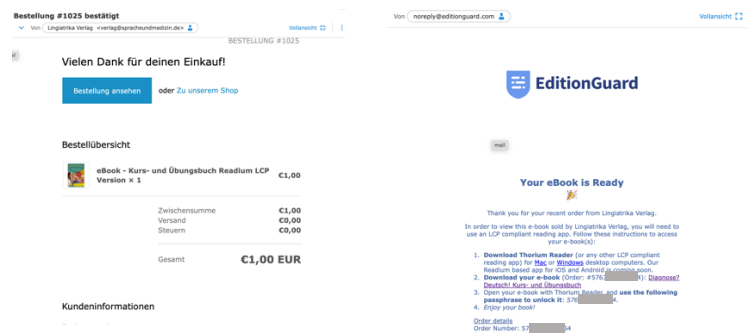 Bestellung #1025 bestätigt
Von Lingiatrika Verlag <verlag@spracheundmedizin.de>
Vollansicht
BESTELLUNG #1025
Vielen Dank für deinen Einkauf!
Bestellung ansehen oder Zu unserem Shop
Bestellübersicht
eBook - Kurs- und Übungsbuch Readium LCP
Version × 1
€1,00
Zwischensumme €1,00
Versand €0,00
Steuern €0,00
Gesamt €1,00 EUR
Kundeninformationen
Von noreply@editionguard.com
Vollansicht
EditionGuard
mail
Your eBook is Ready
Thank you for your recent order from Lingiatrika Verlag.
In order to view this e-book sold by Lingiatrika Verlag, you will need to
use an LCP compliant reading app. Follow these instructions to access
your e-book(s):
1. Download Thorium Reader (or any other LCP compliant
reading app) for Mac or Windows desktop computers. Our
Readium based app for iOS and Android is coming soon.
2. Download your e-book (Order: #5763 4): Diagnose?
Deutsch! Kurs- und Übungsbuch
3. Open your e-book with Thorium Reader, and use the following
passphrase to unlock it: 576 4.
4. Enjoy your book!
Order details
Order Number: 57 64